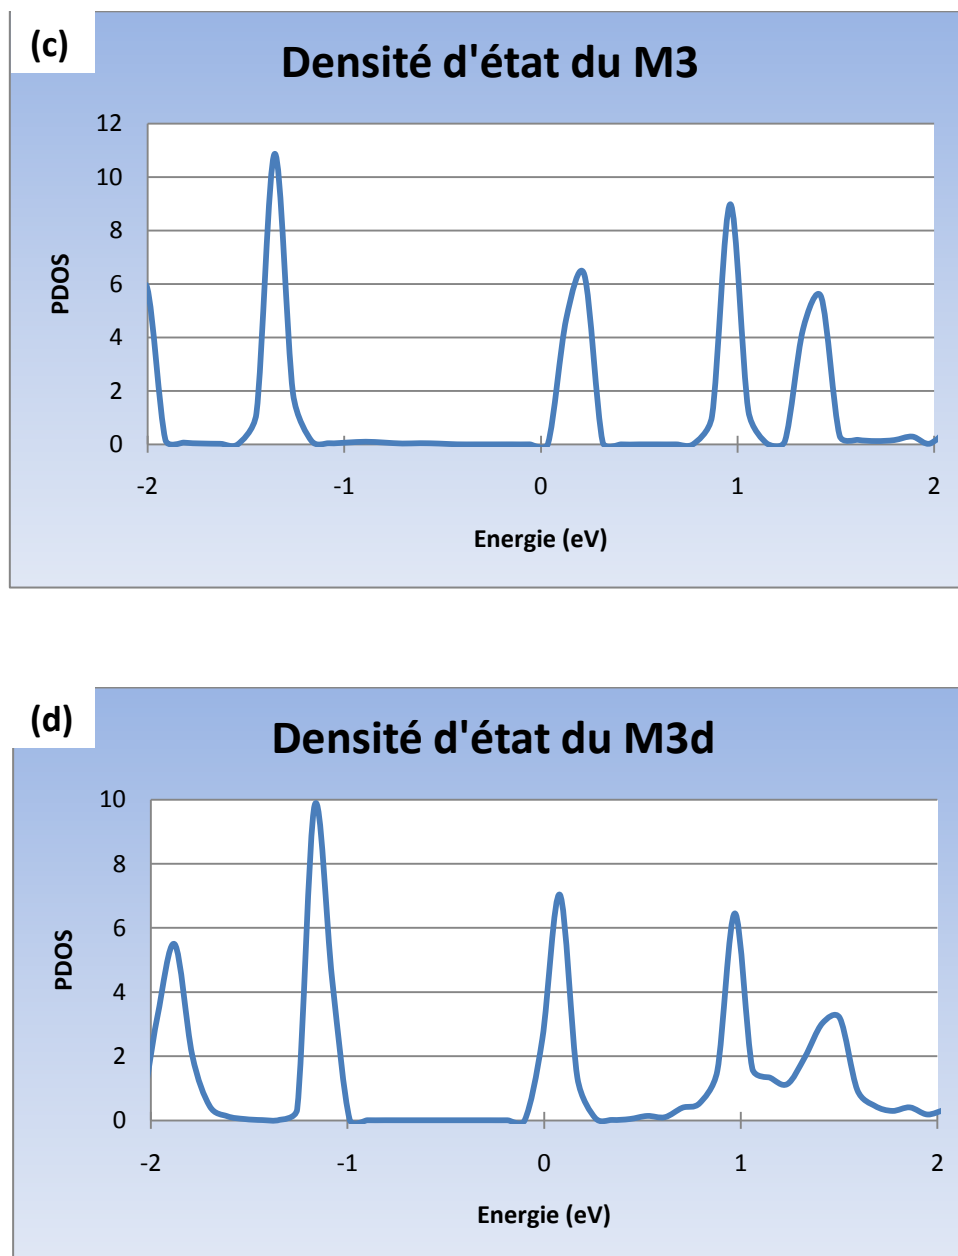 (c)
Densité d'état du M3
12
10
8
6
4
2
0
-2 -1 0 1 2
PDOS
Energie (eV)
(d)
Densité d'état du M3d
10
8
6
4
2
0
-2 -1 0 1 2
PDOS
Energie (eV)